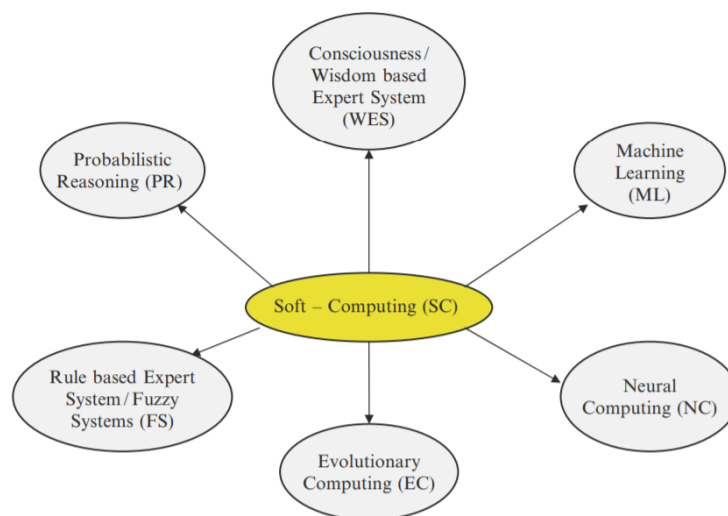 Consciousness/
Wisdom based
Expert System
(WES)
Probabilistic
Reasoning (PR)
Machine
Learning
(ML)
Soft – Computing (SC)
Rule based Expert
System/Fuzzy
Systems (FS)
Neural
Computing (NC)
Evolutionary
Computing (EC)